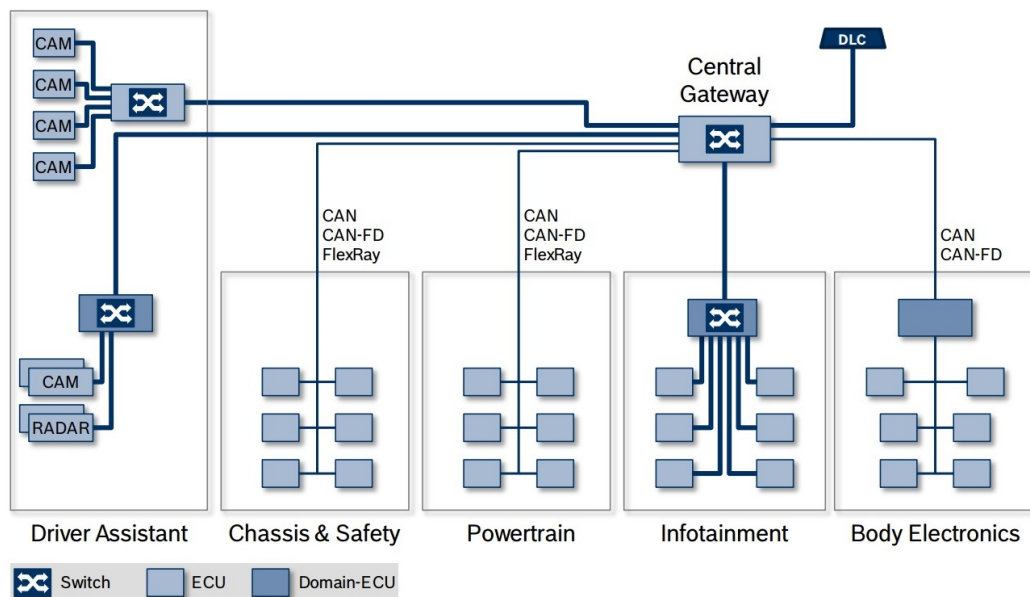 CAM
CAM
CAM
CAM
DLC
Central
Gateway
CAN
CAN-FD
FlexRay
CAN
CAN-FD
FlexRay
CAN
CAN-FD
CAM
RADAR
Driver Assistant
Chassis & Safety
Powertrain
Infotainment
Body Electronics
Switch
ECU
Domain-ECU